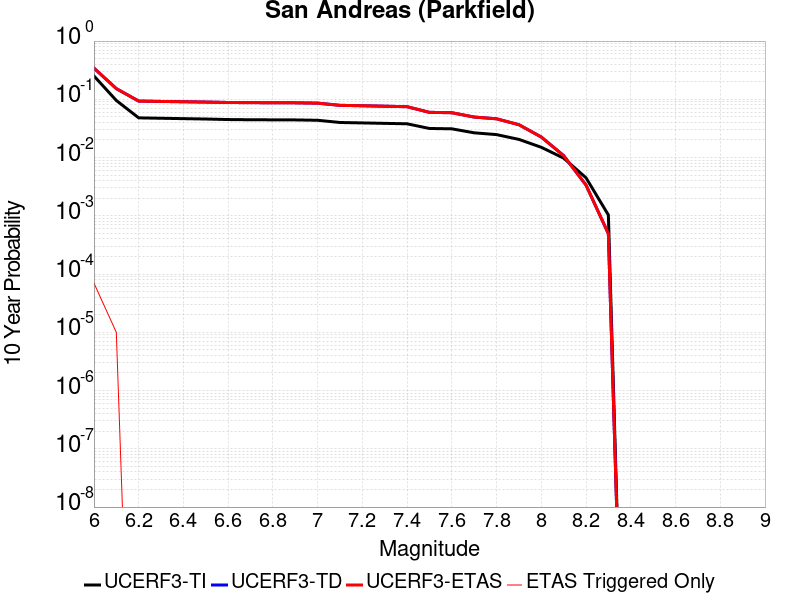 San Andreas (Parkfield)
10 0
10 -1
10 -2
10 -3
10 -4
10 -5
10 -6
10 -7
10 -8
10 Year Probability
6 6.2 6.4 6.6 6.8 7 7.2 7.4 7.6 7.8 8 8.2 8.4 8.6 8.8 9
Magnitude
UCERF3-TI UCERF3-TD UCERF3-ETAS ETAS Triggered Only